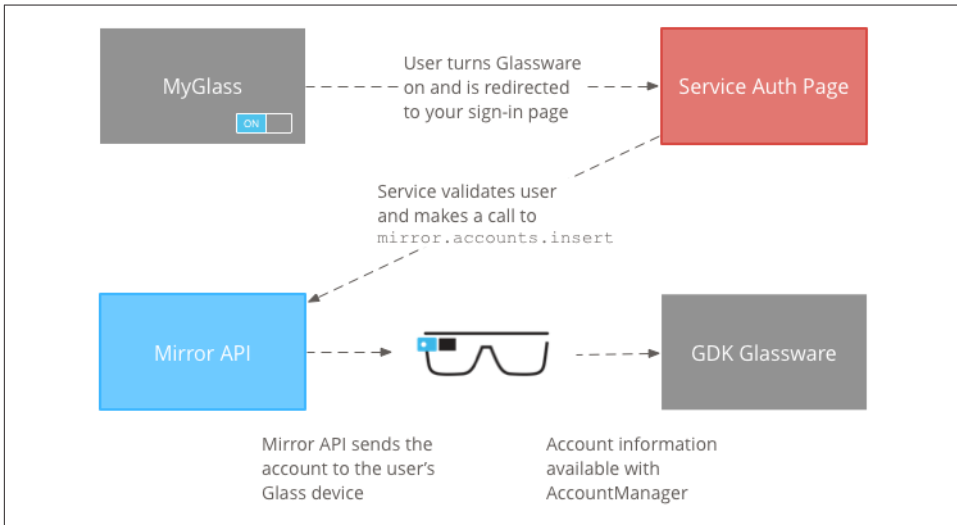 MyGlass
ON
User turns Glassware
on and is redirected
to your sign-in page
Service Auth Page
Service validates user
and makes a call to
mirror.accounts.insert
Mirror API
GDK Glassware
Mirror API sends the
account to the user's
Glass device
Account information
available with
AccountManager